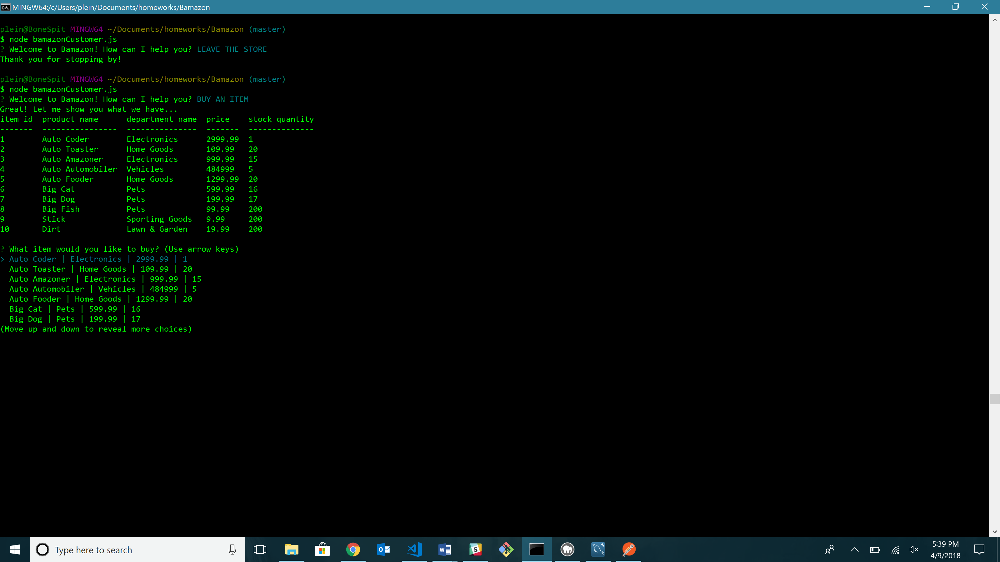 MINGW64:/c/Users/plein/Documents/homeworks/Bamazon
plein@BoneSpit MINGW64 ~/Documents/homeworks/Bamazon (master)
$ node bamazonCustomer.js
? Welcome to Bamazon! How can I help you? LEAVE THE STORE
Thank you for stopping by!
plein@BoneSpit MINGW64 ~/Documents/homeworks/Bamazon (master)
$ node bamazonCustomer.js
? Welcome to Bamazon! How can I help you? BUY AN ITEM
Great! Let me show you what we have...
item_id  product_name      department_name  price    stock_quantity
-------  ----------------  ---------------  -------  --------------
1        Auto Coder        Electronics      2999.99  1
2        Auto Toaster      Home Goods       109.99   20
3        Auto Amazoner     Electronics      999.99   15
4        Auto Automobiler  Vehicles         484999   5
5        Auto Fooder       Home Goods       1299.99  20
6        Big Cat           Pets             599.99   16
7        Big Dog           Pets             199.99   17
8        Big Fish          Pets             99.99    200
9        Stick             Sporting Goods   9.99     200
10       Dirt              Lawn & Garden    19.99    200
? What item would you like to buy? (Use arrow keys)
> Auto Coder | Electronics | 2999.99 | 1
  Auto Toaster | Home Goods | 109.99 | 20
  Auto Amazoner | Electronics | 999.99 | 15
  Auto Automobiler | Vehicles | 484999 | 5
  Auto Fooder | Home Goods | 1299.99 | 20
  Big Cat | Pets | 599.99 | 16
  Big Dog | Pets | 199.99 | 17
(Move up and down to reveal more choices)
Type here to search
5:39 PM
4/9/2018